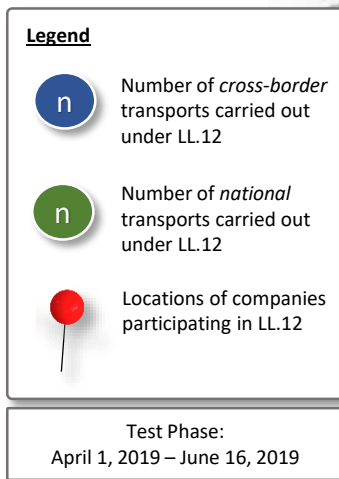 Legend
n
Number of cross-border
transports carried out
under LL.12
n
Number of national
transports carried out
under LL.12
Locations of companies
participating in LL.12
Test Phase:
April 1, 2019 – June 16, 2019